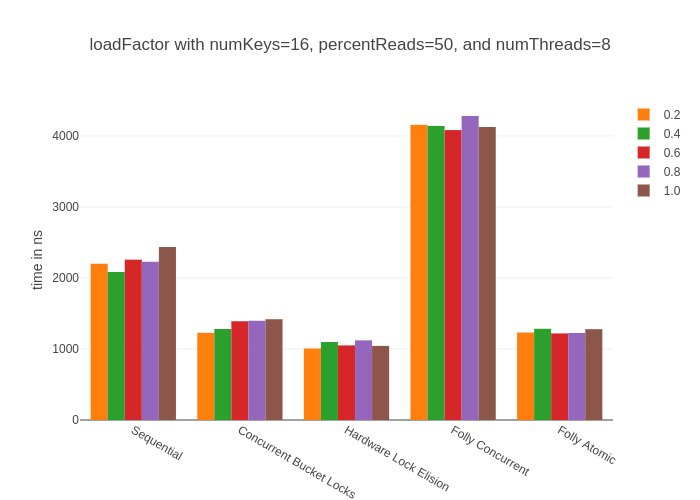 loadFactor with numKeys=16, percentReads=50, and numThreads=8
0.2
0.4
0.6
0.8
1.0
time in ns
4000
3000
2000
1000
0
Sequential
Concurrent Bucket Locks
Hardware Lock Elision
Folly Concurrent
Folly Atomic